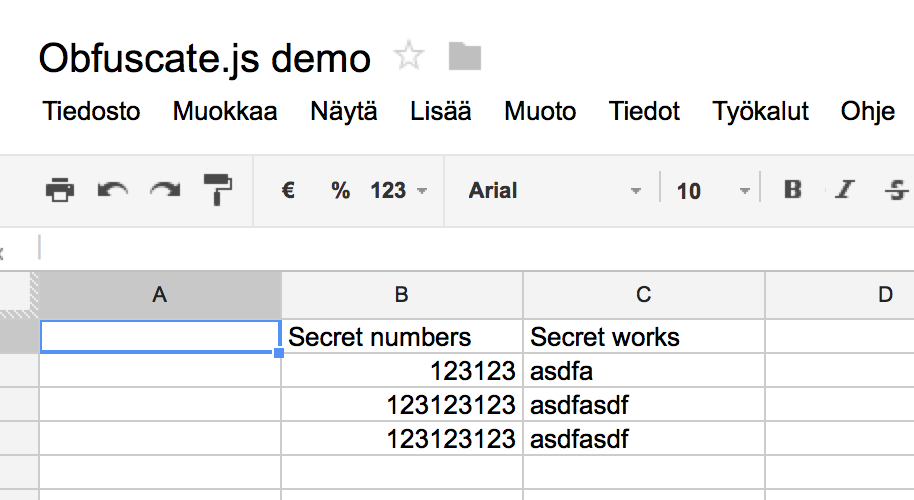 Obfuscate.js demo
Tiedosto Muokkaa Näytä Lisää Muoto Tiedot Työkalut Ohje
€ % 123 Arial 10 B I S
A B C D
Secret numbers Secret works
123123 asdfa
123123123 asdfasdf
123123123 asdfasdf